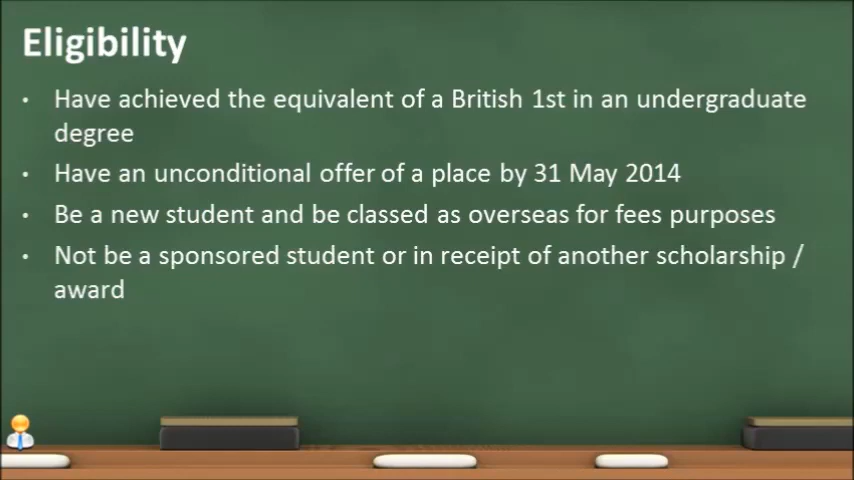 Eligibility
• Have achieved the equivalent of a British 1st in an undergraduate
degree
• Have an unconditional offer of a place by 31 May 2014
• Be a new student and be classed as overseas for fees purposes
• Not be a sponsored student or in receipt of another scholarship /
award